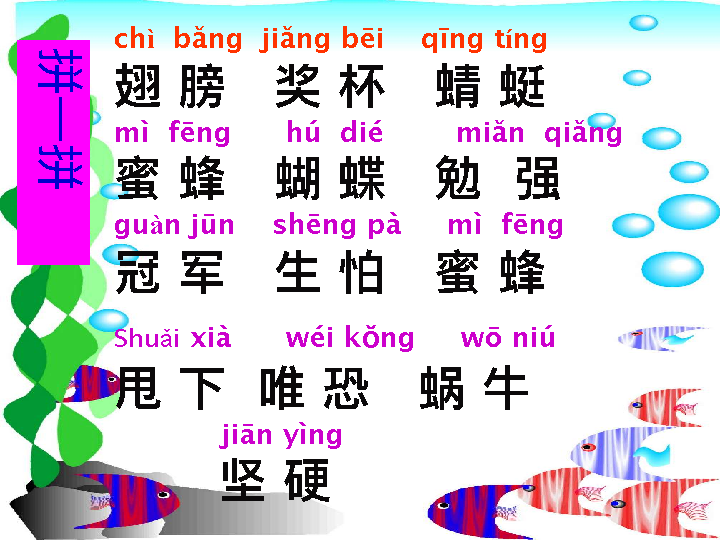 拼一拼
chì bǎng jiǎng bēi qīng tíng
翅膀 奖杯 蜻蜓
mì fēng hú dié miǎn qiǎng
蜜蜂 蝴蝶 勉强
guàn jūn shēng pà mì fēng
冠军 生怕 蜜蜂
Shuǎi xià wéi kǒng wō niú
甩下 唯恐 蜗牛
jiān yìng
坚硬